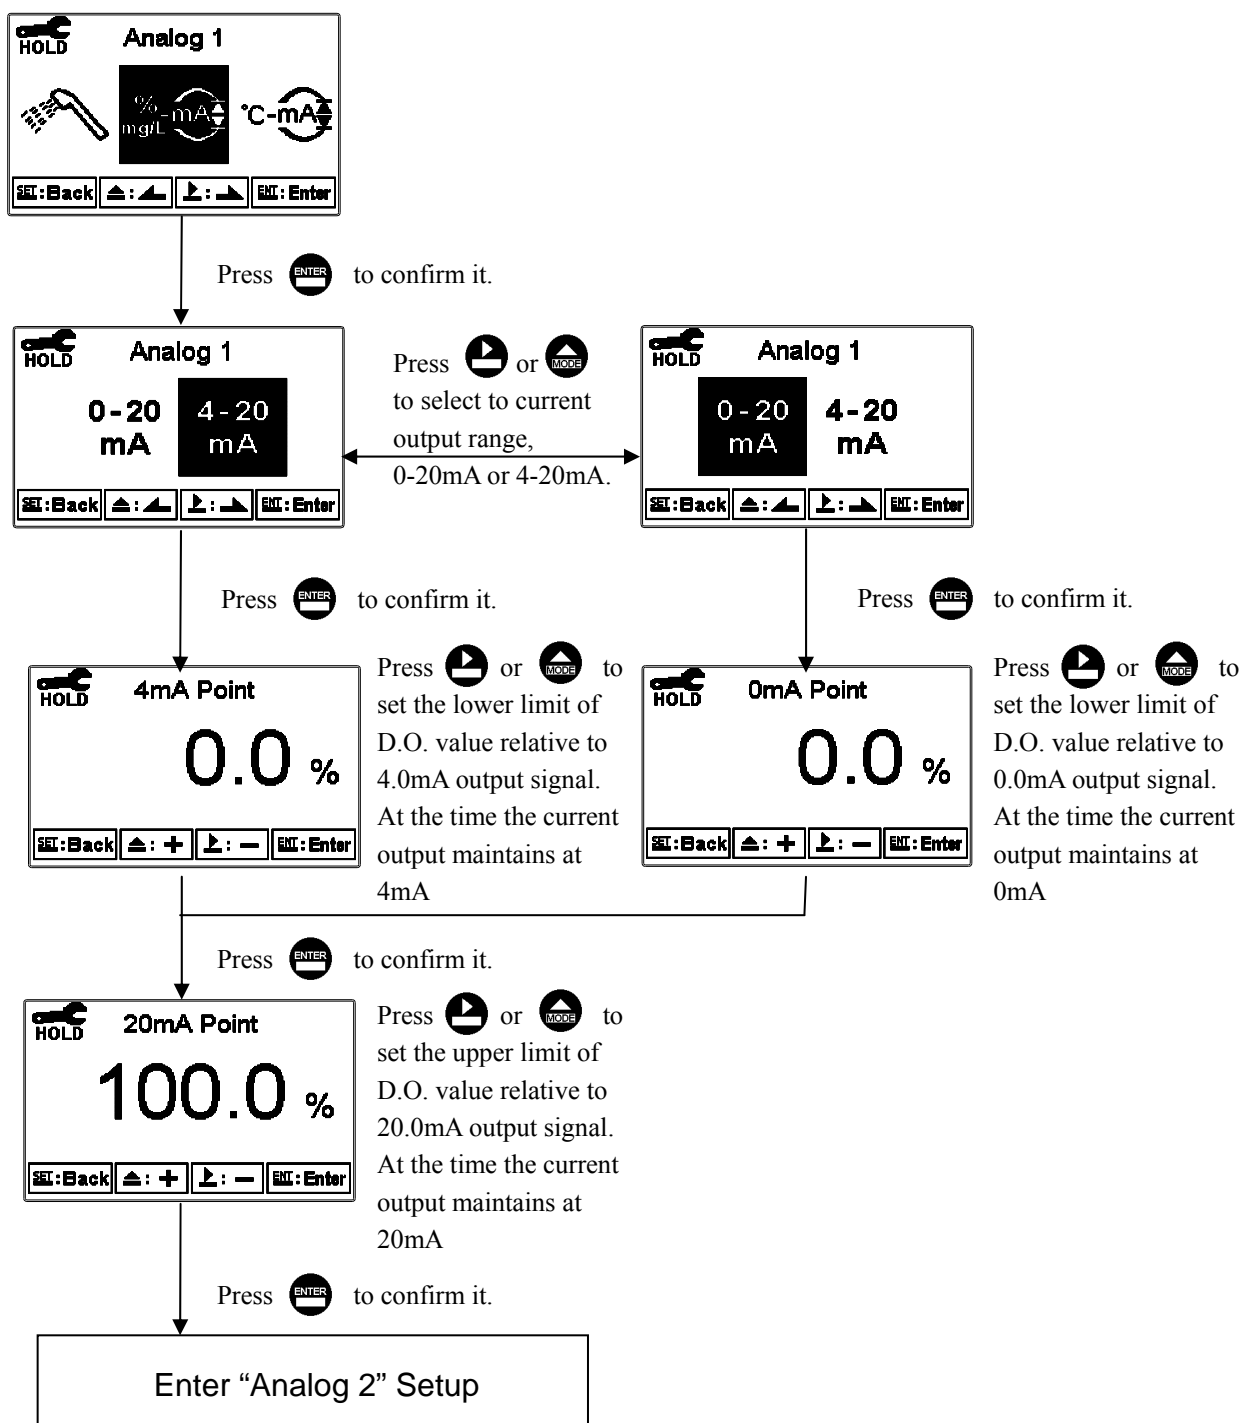 HOLD
Analog 1
%
mg/L
-mA
°C-mA
SET:Back
:
:
ENT:Enter
Press ENTER to confirm it.
HOLD
Analog 1
0-20
mA
4-20
mA
SET:Back
:
:
ENT:Enter
Press or MODE
to select to current
output range,
0-20mA or 4-20mA.
HOLD
Analog 1
0-20
mA
4-20
mA
SET:Back
:
:
ENT:Enter
Press ENTER to confirm it.
Press ENTER to confirm it.
HOLD
4mA Point
0.0 %
SET:Back
: +
: −
ENT:Enter
Press or MODE to
set the lower limit of
D.O. value relative to
4.0mA output signal.
At the time the current
output maintains at
4mA
HOLD
0mA Point
0.0 %
SET:Back
: +
: −
ENT:Enter
Press or MODE to
set the lower limit of
D.O. value relative to
0.0mA output signal.
At the time the current
output maintains at
0mA
Press ENTER to confirm it.
HOLD
20mA Point
100.0 %
SET:Back
: +
: −
ENT:Enter
Press or MODE to
set the upper limit of
D.O. value relative to
20.0mA output signal.
At the time the current
output maintains at
20mA
Press ENTER to confirm it.
Enter “Analog 2” Setup